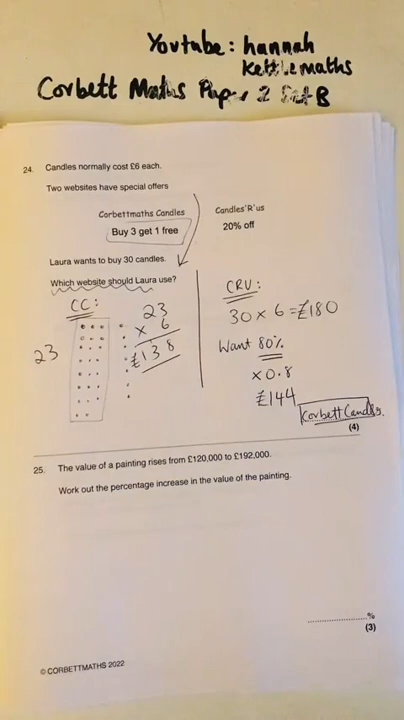 Youtube: hannah
kettlemaths
Corbett Maths Paper 2 Set B
24. Candles normally cost £6 each.
Two websites have special offers
Corbettmaths Candles
Buy 3 get 1 free
Candles'R'us
20% off
Laura wants to buy 30 candles.
Which website should Laura use?
CC:
23
23
× 6
£138
CRU:
30 × 6 = £180
Want 80%
×0.8
£144
Corbett Candles.
(4)
25. The value of a painting rises from £120,000 to £192,000.
Work out the percentage increase in the value of the painting.
..................%
(3)
© CORBETTMATHS 2022